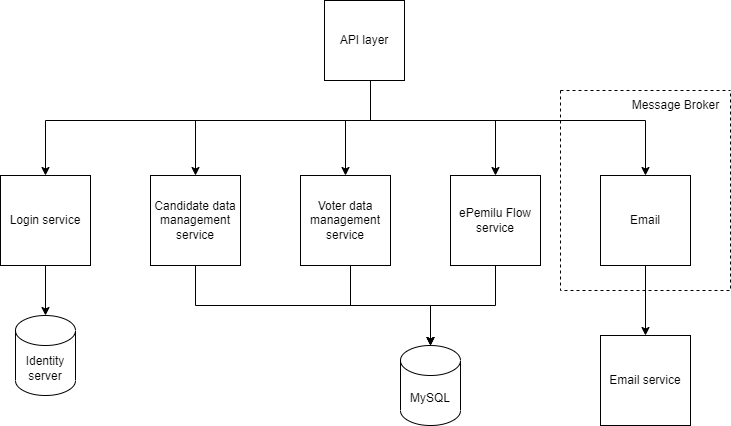 API layer
Message Broker
Login service
Candidate data
management
service
Voter data
management
service
ePemilu Flow
service
Email
Identity
server
MySQL
Email service